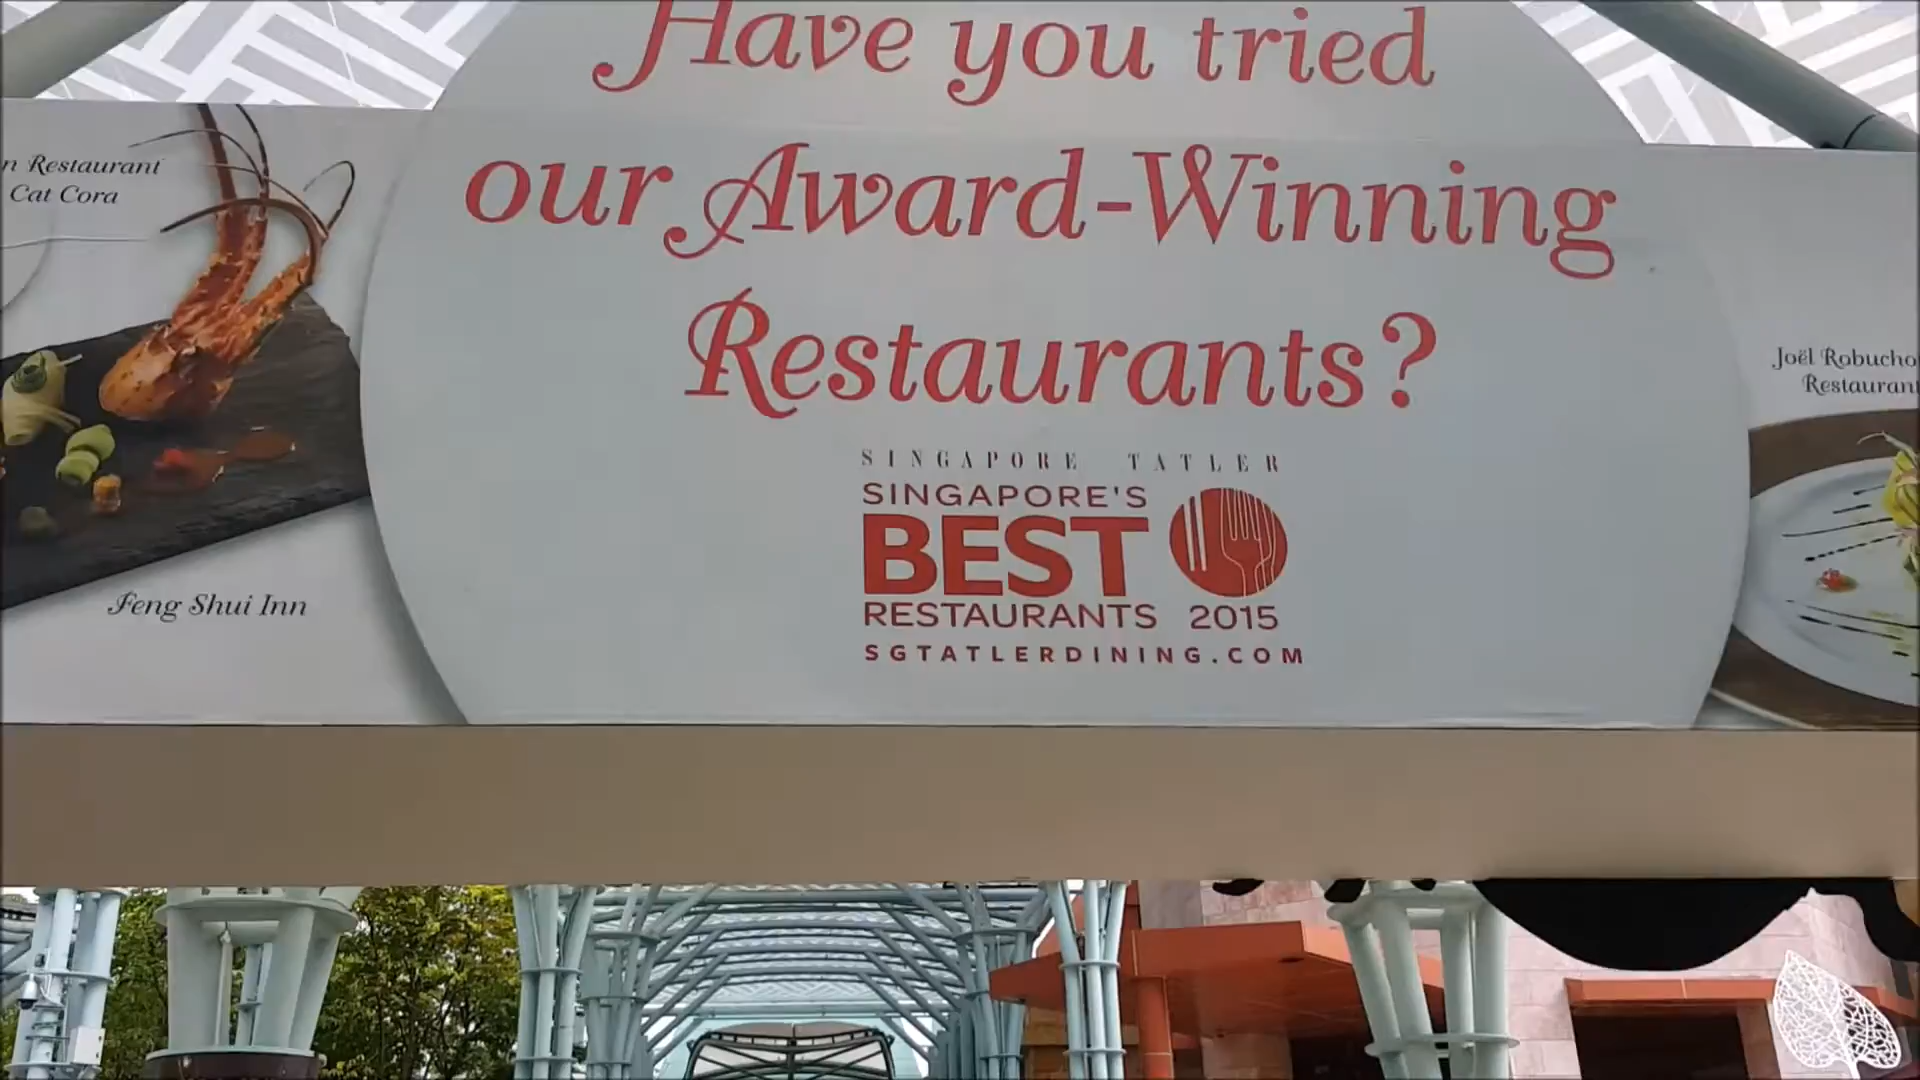 Have you tried
our Award-Winning
Restaurants?
n Restaurant
Cat Cora
Feng Shui Inn
SINGAPORE TATLER
SINGAPORE'S
BEST
RESTAURANTS 2015
SGTATLERDINING.COM
Joël Robucho
Restaurant